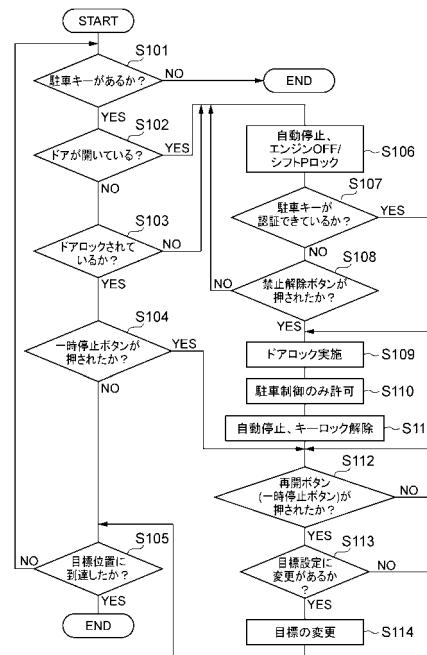 START
S101
駐車キーがあるか?
NO
END
YES
S102
ドアが開いている?
YES
NO
S103
ドアロックされて
いるか?
NO
YES
S104
一時停止ボタンが
押されたか?
YES
NO
S105
目標位置に
到達したか?
NO
YES
END
自動停止、
エンジンOFF/
シフトPロック
S106
S107
駐車キーが
認証できているか?
YES
NO
S108
禁止解除ボタンが
押されたか?
NO
YES
ドアロック実施
S109
駐車制御のみ許可
S110
自動停止、キーロック解除
S11
S112
再開ボタン
(一時停止ボタン)が
押されたか?
NO
YES
S113
目標設定に
変更があるか
?
NO
YES
目標の変更
S114